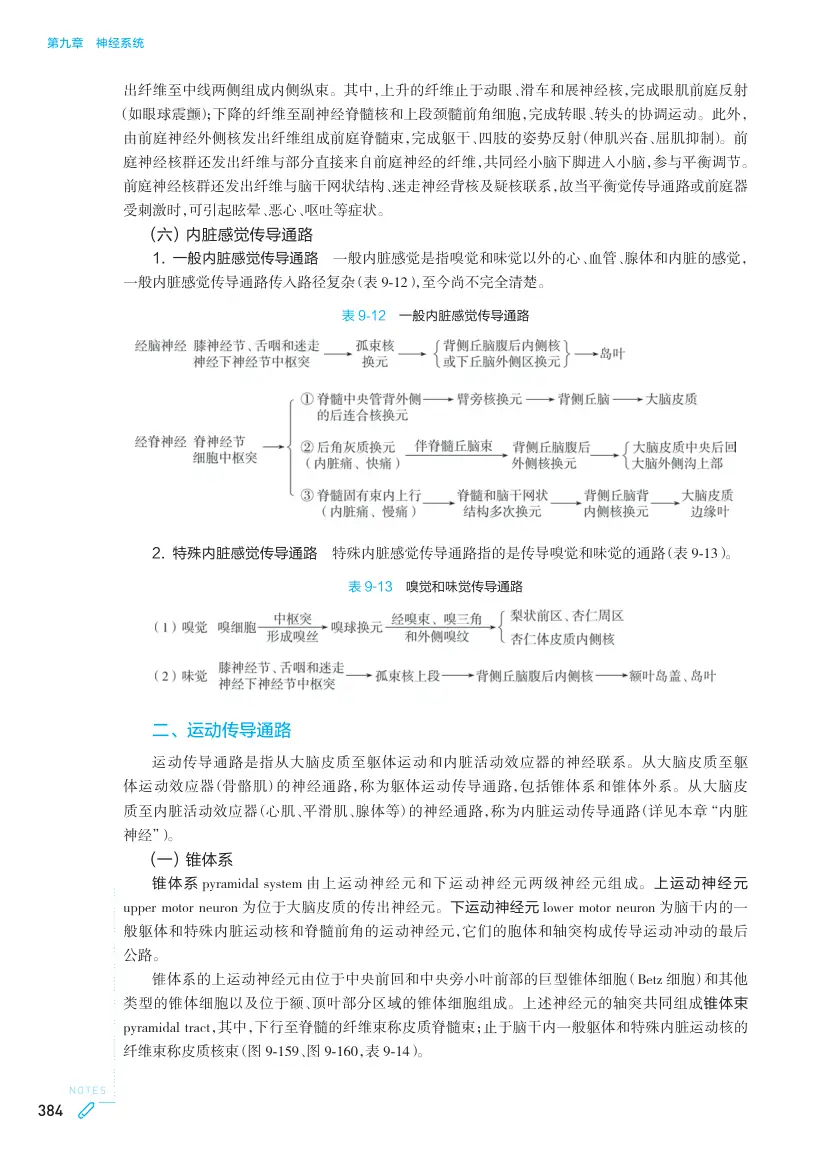 第九章　神经系统
出纤维至中线两侧组成内侧纵束。其中,上升的纤维止于动眼、滑车和展神经核,完成眼肌前庭反射
(如眼球震颤);下降的纤维至副神经脊髓核和上段颈髓前角细胞,完成转眼、转头的协调运动。此外,
由前庭神经外侧核发出纤维组成前庭脊髓束,完成躯干、四肢的姿势反射(伸肌兴奋、屈肌抑制)。前
庭神经核群还发出纤维与部分直接来自前庭神经的纤维,共同经小脑下脚进入小脑,参与平衡调节。
前庭神经核群还发出纤维与脑干网状结构、迷走神经背核及疑核联系,故当平衡觉传导通路或前庭器
受刺激时,可引起眩晕、恶心、呕吐等症状。
(六)内脏感觉传导通路
1. 一般内脏感觉传导通路　一般内脏感觉是指嗅觉和味觉以外的心、血管、腺体和内脏的感觉,
一般内脏感觉传导通路传入路径复杂(表 9-12),至今尚不完全清楚。
表 9-12　一般内脏感觉传导通路
经脑神经 膝神经节、舌咽和迷走 ⟶ 孤束核 ⟶ {背侧丘脑腹后内侧核} ⟶ 岛叶
神经下神经节中枢突 换元 或下丘脑外侧区换元
① 脊髓中央管背外侧 ⟶ 臂旁核换元 ⟶ 背侧丘脑 ⟶ 大脑皮质
的后连合核换元
经脊神经 脊神经节 ⟶ ② 后角灰质换元 伴脊髓丘脑束 ⟶ 背侧丘脑腹后 ⟶ {大脑皮质中央后回
细胞中枢突 (内脏痛、快痛) 外侧核换元 大脑外侧沟上部
③ 脊髓固有束内上行 ⟶ 脊髓和脑干网状 ⟶ 背侧丘脑背 ⟶ 大脑皮质
(内脏痛、慢痛) 结构多次换元 内侧核换元 边缘叶
2. 特殊内脏感觉传导通路　特殊内脏感觉传导通路指的是传导嗅觉和味觉的通路(表 9-13)。
表 9-13　嗅觉和味觉传导通路
(1)嗅觉 嗅细胞 中枢突 ⟶ 嗅球换元 经嗅束、嗅三角 ⟶ {梨状前区、杏仁周区
形成嗅丝 和外侧嗅纹 杏仁体皮质内侧核
(2)味觉 膝神经节、舌咽和迷走 ⟶ 孤束核上段 ⟶ 背侧丘脑腹后内侧核 ⟶ 额叶岛盖、岛叶
神经下神经节中枢突
二、运动传导通路
运动传导通路是指从大脑皮质至躯体运动和内脏活动效应器的神经联系。从大脑皮质至躯
体运动效应器(骨骼肌)的神经通路,称为躯体运动传导通路,包括锥体系和锥体外系。从大脑皮
质至内脏活动效应器(心肌、平滑肌、腺体等)的神经通路,称为内脏运动传导通路(详见本章“内脏
神经”)。
(一)锥体系
锥体系 pyramidal system 由上运动神经元和下运动神经元两级神经元组成。上运动神经元
upper motor neuron 为位于大脑皮质的传出神经元。下运动神经元 lower motor neuron 为脑干内的一
般躯体和特殊内脏运动核和脊髓前角的运动神经元,它们的胞体和轴突构成传导运动冲动的最后
公路。
锥体系的上运动神经元由位于中央前回和中央旁小叶前部的巨型锥体细胞(Betz 细胞)和其他
类型的锥体细胞以及位于额、顶叶部分区域的锥体细胞组成。上述神经元的轴突共同组成锥体束
pyramidal tract,其中,下行至脊髓的纤维束称皮质脊髓束;止于脑干内一般躯体和特殊内脏运动核的
纤维束称皮质核束(图 9-159、图 9-160,表 9-14)。
NOTES
384